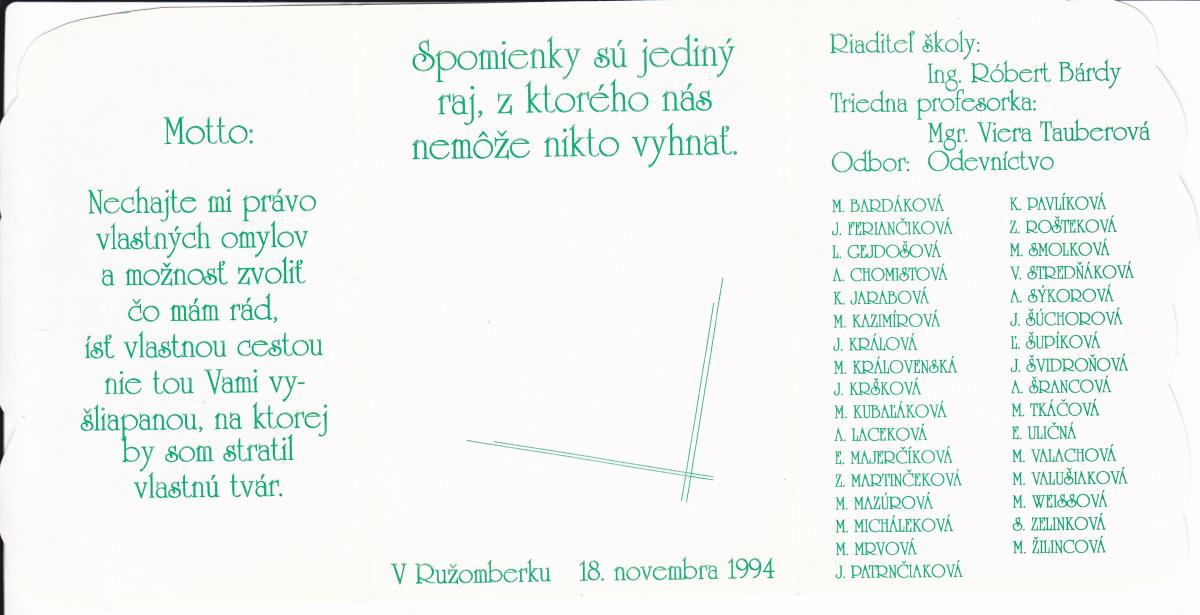 Motto:
Nechajte mi právo
vlastných omylov
a možnosť zvoliť
čo mám rád,
ísť vlastnou cestou
nie tou Vami vy-
šliapanou, na ktorej
by som stratil
vlastnú tvár.
Spomienky sú jediný
raj, z ktorého nás
nemôže nikto vyhnať.
V Ružomberku 18. novembra 1994
Riaditeľ školy:
Ing. Róbert Bárdy
Triedna profesorka:
Mgr. Viera Tauberová
Odbor: Odevníctvo
M. BARDÁKOVÁ
J. FERIANČIKOVÁ
L. GEJDOŠOVÁ
A. CHOMISTOVÁ
K. JARABOVÁ
M. KAZIMÍROVÁ
J. KRÁLOVÁ
M. KRÁLOVENSKÁ
J. KRŠKOVÁ
M. KUBAĽÁKOVÁ
A. LACEKOVÁ
E. MAJERČÍKOVÁ
Z. MARTINČEKOVÁ
M. MAZÚROVÁ
M. MICHÁLEKOVÁ
M. MRVOVÁ
J. PATRNČIAKOVÁ
K. PAVLÍKOVÁ
Z. ROŠTEKOVÁ
M. SMOLKOVÁ
V. STREDŇÁKOVÁ
A. SÝKOROVÁ
J. ŠÚCHOROVÁ
Ľ. ŠUPÍKOVÁ
J. ŠVIDROŇOVÁ
A. ŠRANCOVÁ
M. TKÁČOVÁ
E. ULIČNÁ
M. VALACHOVÁ
M. VALUŠIAKOVÁ
M. WEISSOVÁ
S. ZELINKOVÁ
M. ŽILINCOVÁ